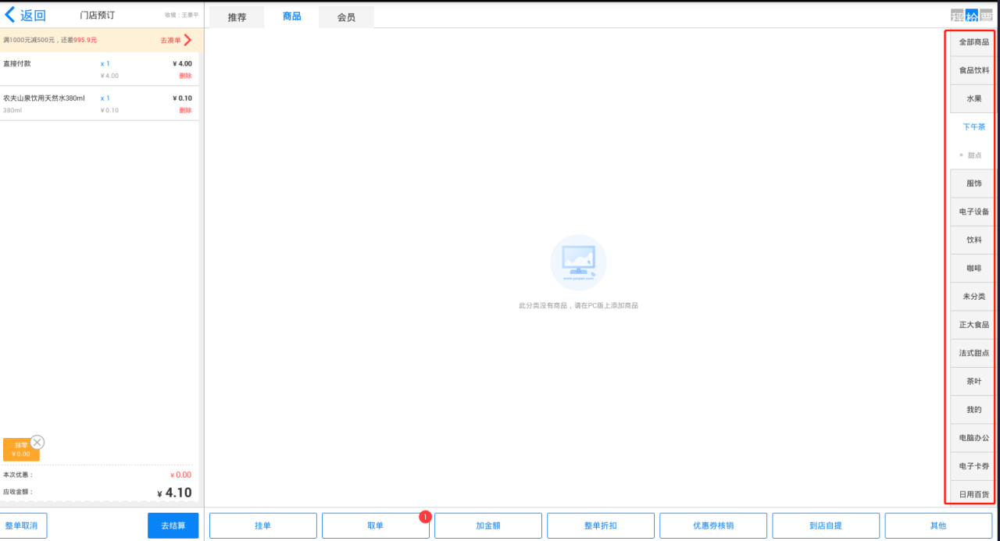 返回
门店预订
收银：王秦平
满1000元减500元，还差995.9元
去凑单
直接付款
x 1
¥ 4.00
¥ 4.00
删除
农夫山泉饮用天然水380ml
x 1
¥ 0.10
380ml
¥ 0.10
删除
抹零
¥ 0.00
本次优惠：
¥ 0.00
应收金额：
¥ 4.10
整单取消
去结算
推荐
商品
会员
秤
检
票
此分类没有商品，请在PC版上添加商品
全部商品
食品饮料
水果
下午茶
甜点
服饰
电子设备
饮料
咖啡
未分类
正大食品
法式甜点
茶叶
我的
电脑办公
电子卡券
日用百货
挂单
取单
1
加金额
整单折扣
优惠券核销
到店自提
其他